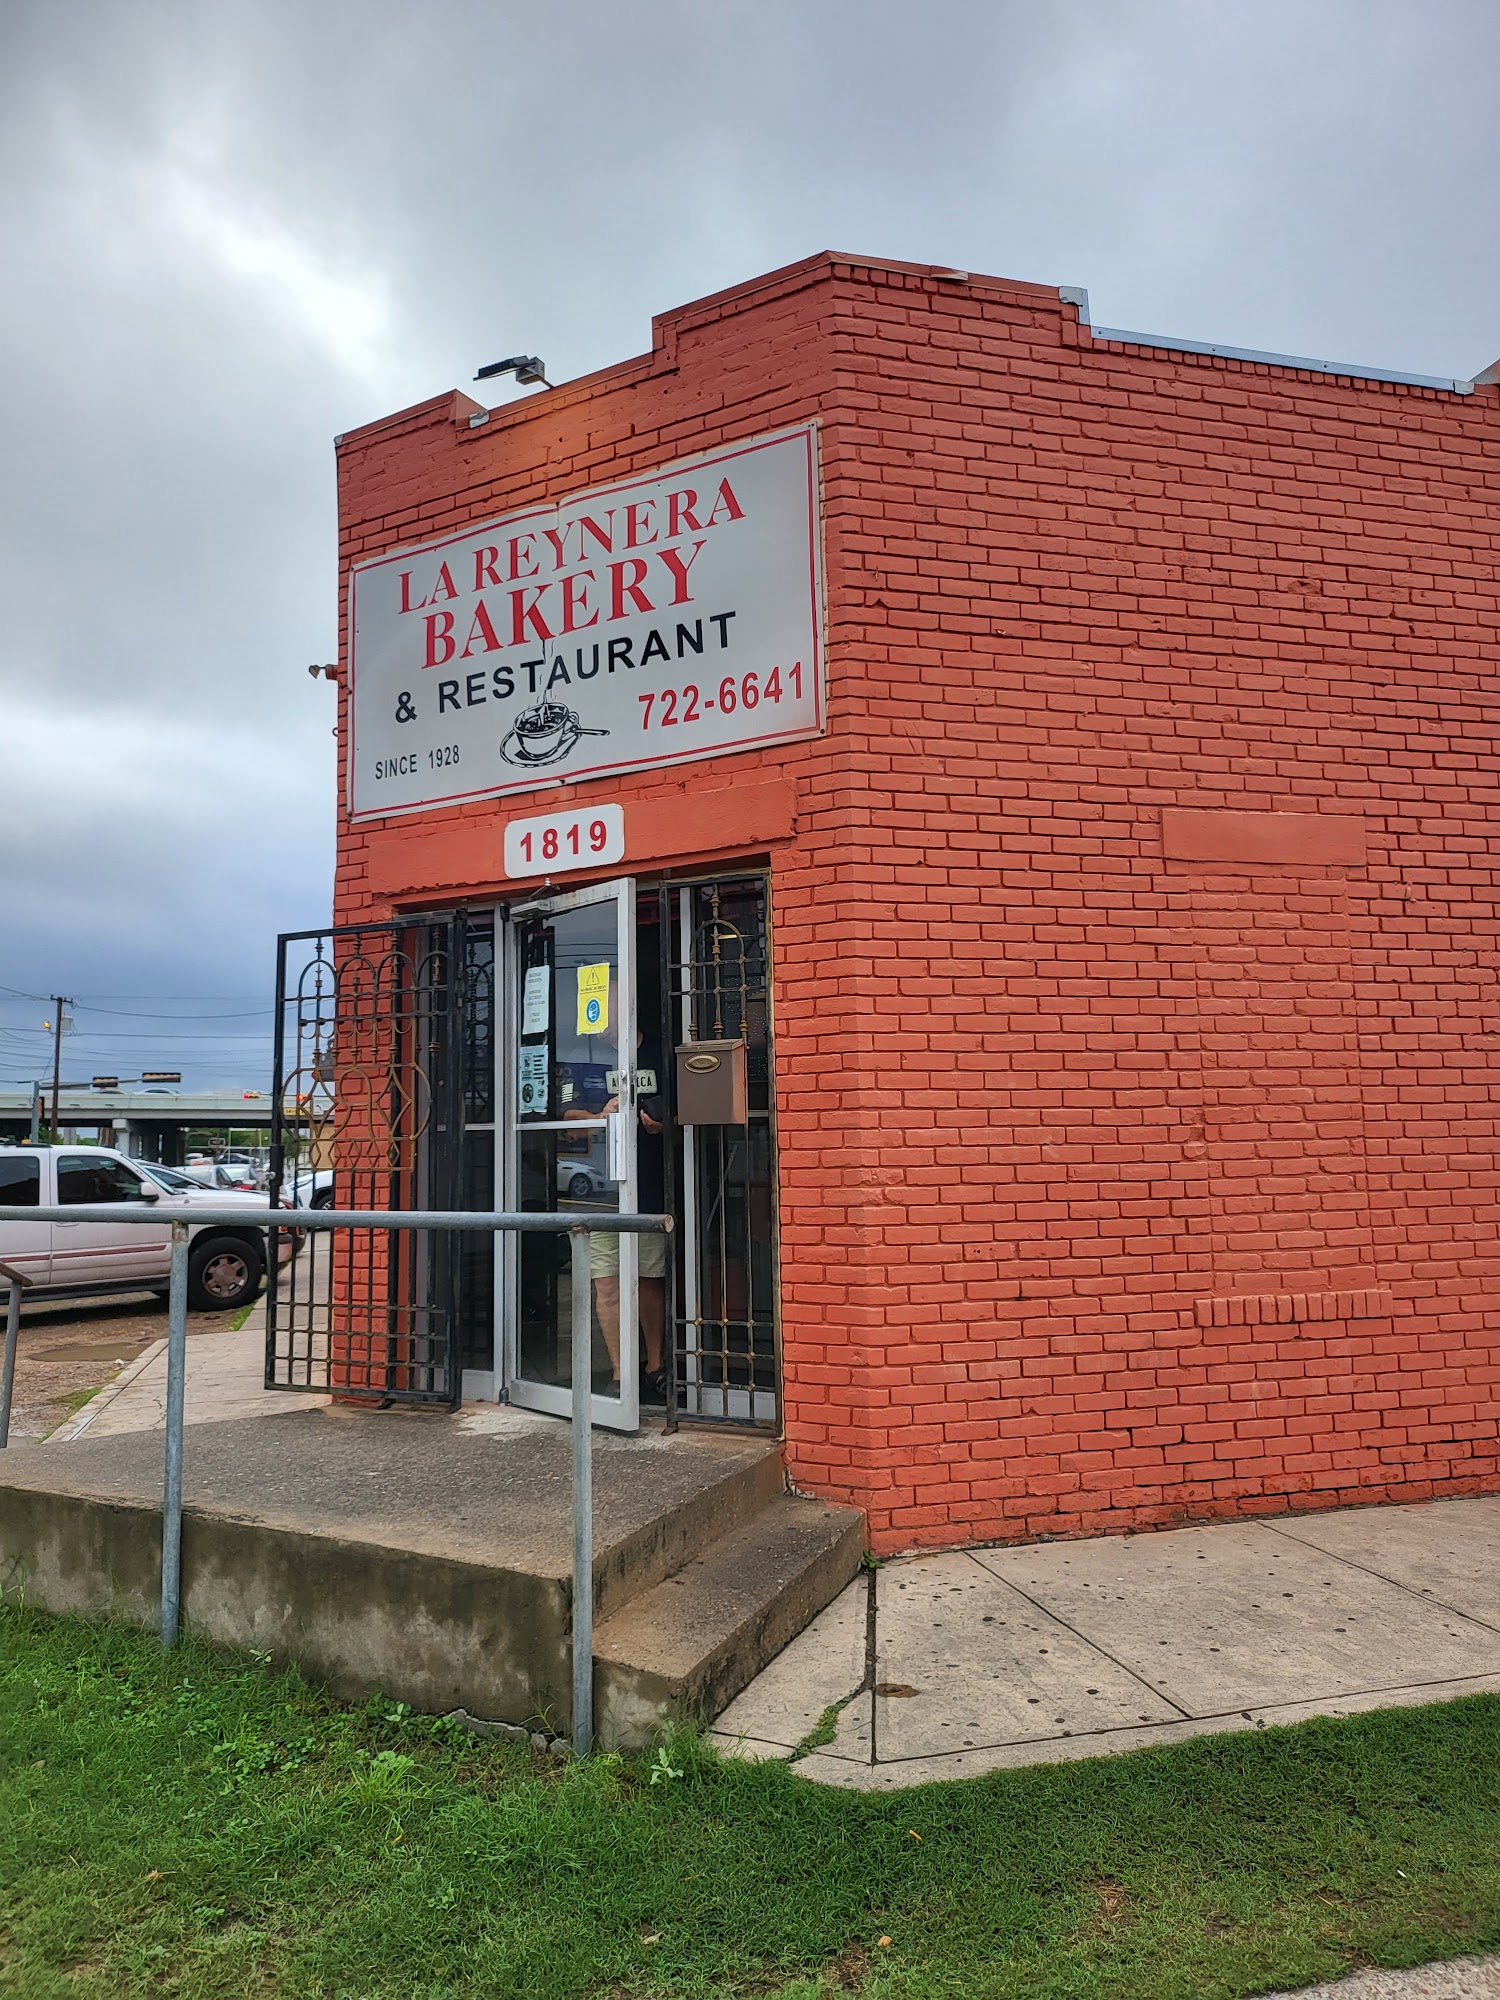 LA REYNERA
BAKERY
& RESTAURANT
722-6641
SINCE 1928
1819